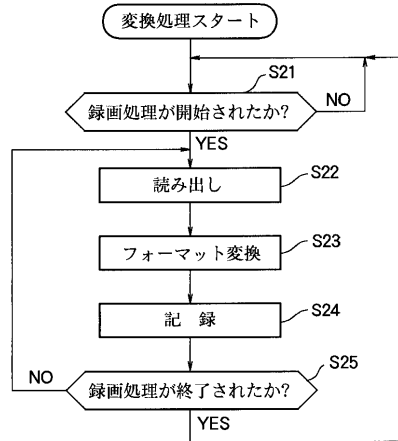 変換処理スタート
S21
録画処理が開始されたか?
NO
YES
S22
読み出し
S23
フォーマット変換
S24
記 録
S25
NO
録画処理が終了されたか?
YES